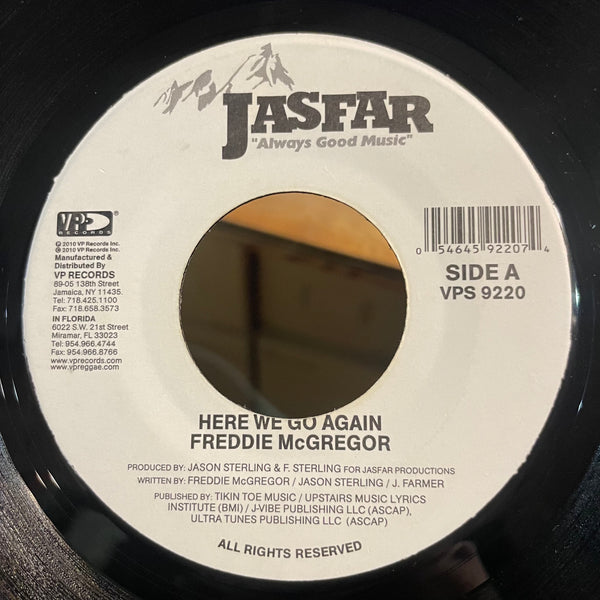 JASFAR
"Always Good Music"
VP
RECORDS
®
℗ 2010 VP Records Inc.
© 2010 VP Records Inc.
Manufactured &
Distributed By
VP RECORDS
89-05 138th Street
Jamaica, NY 11435.
Tel: 718.425.1100
Fax: 718.658.3573
IN FLORIDA
6022 S.W. 21st Street
Miramar, FL 33023
Tel: 954.966.4744
Fax: 954.966.8766
www.vprecords.com
www.vpreggae.com
0 54645 92207 4
SIDE A
VPS 9220
HERE WE GO AGAIN
FREDDIE McGREGOR
PRODUCED BY: JASON STERLING & F. STERLING FOR JASFAR PRODUCTIONS
WRITTEN BY: FREDDIE McGREGOR / JASON STERLING / J. FARMER
PUBLISHED BY: TIKIN TOE MUSIC / UPSTAIRS MUSIC LYRICS
INSTITUTE (BMI) / J-VIBE PUBLISHING LLC (ASCAP),
ULTRA TUNES PUBLISHING LLC (ASCAP)
ALL RIGHTS RESERVED